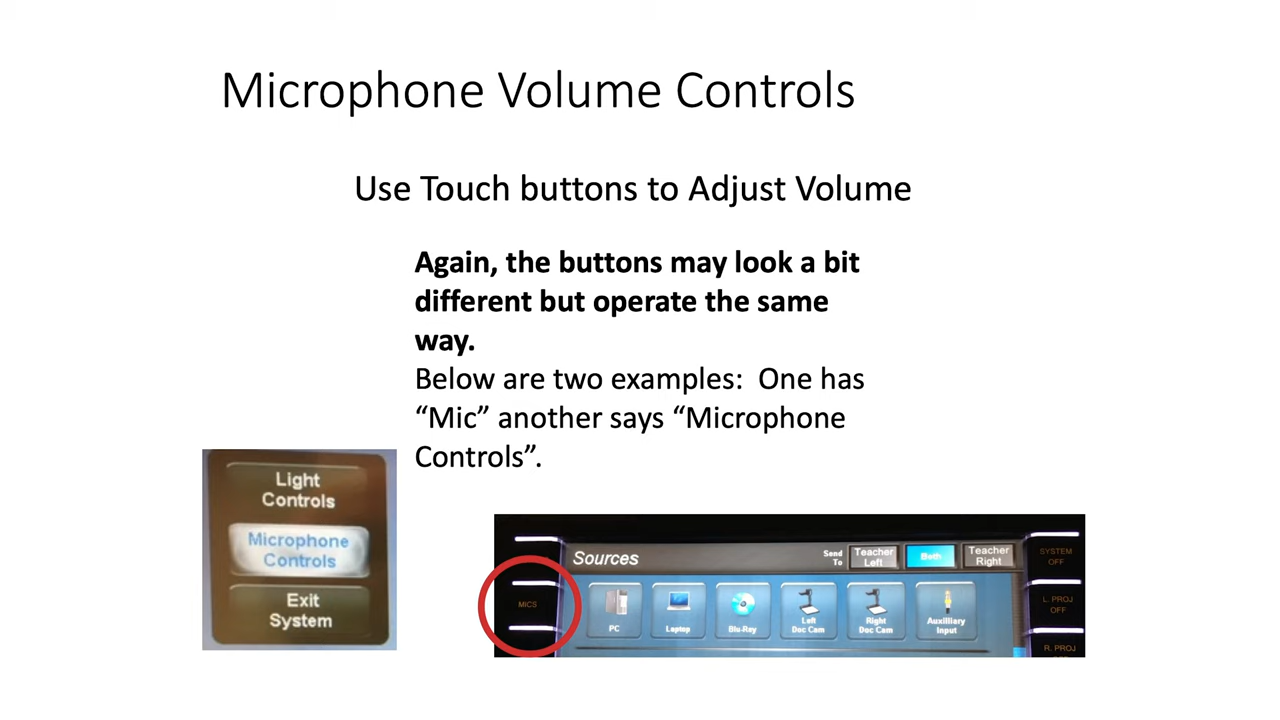 Microphone Volume Controls
Use Touch buttons to Adjust Volume
Again, the buttons may look a bit
different but operate the same
way.
Below are two examples:  One has
“Mic” another says “Microphone
Controls”.
Light
Controls
Microphone
Controls
Exit
System
MICS
Sources
Send
To
Teacher
Left
Both
Teacher
Right
SYSTEM
OFF
PC
Laptop
Blu-Ray
Left
Doc Cam
Right
Doc Cam
Auxilliary
Input
L. PROJ
OFF
R. PROJ